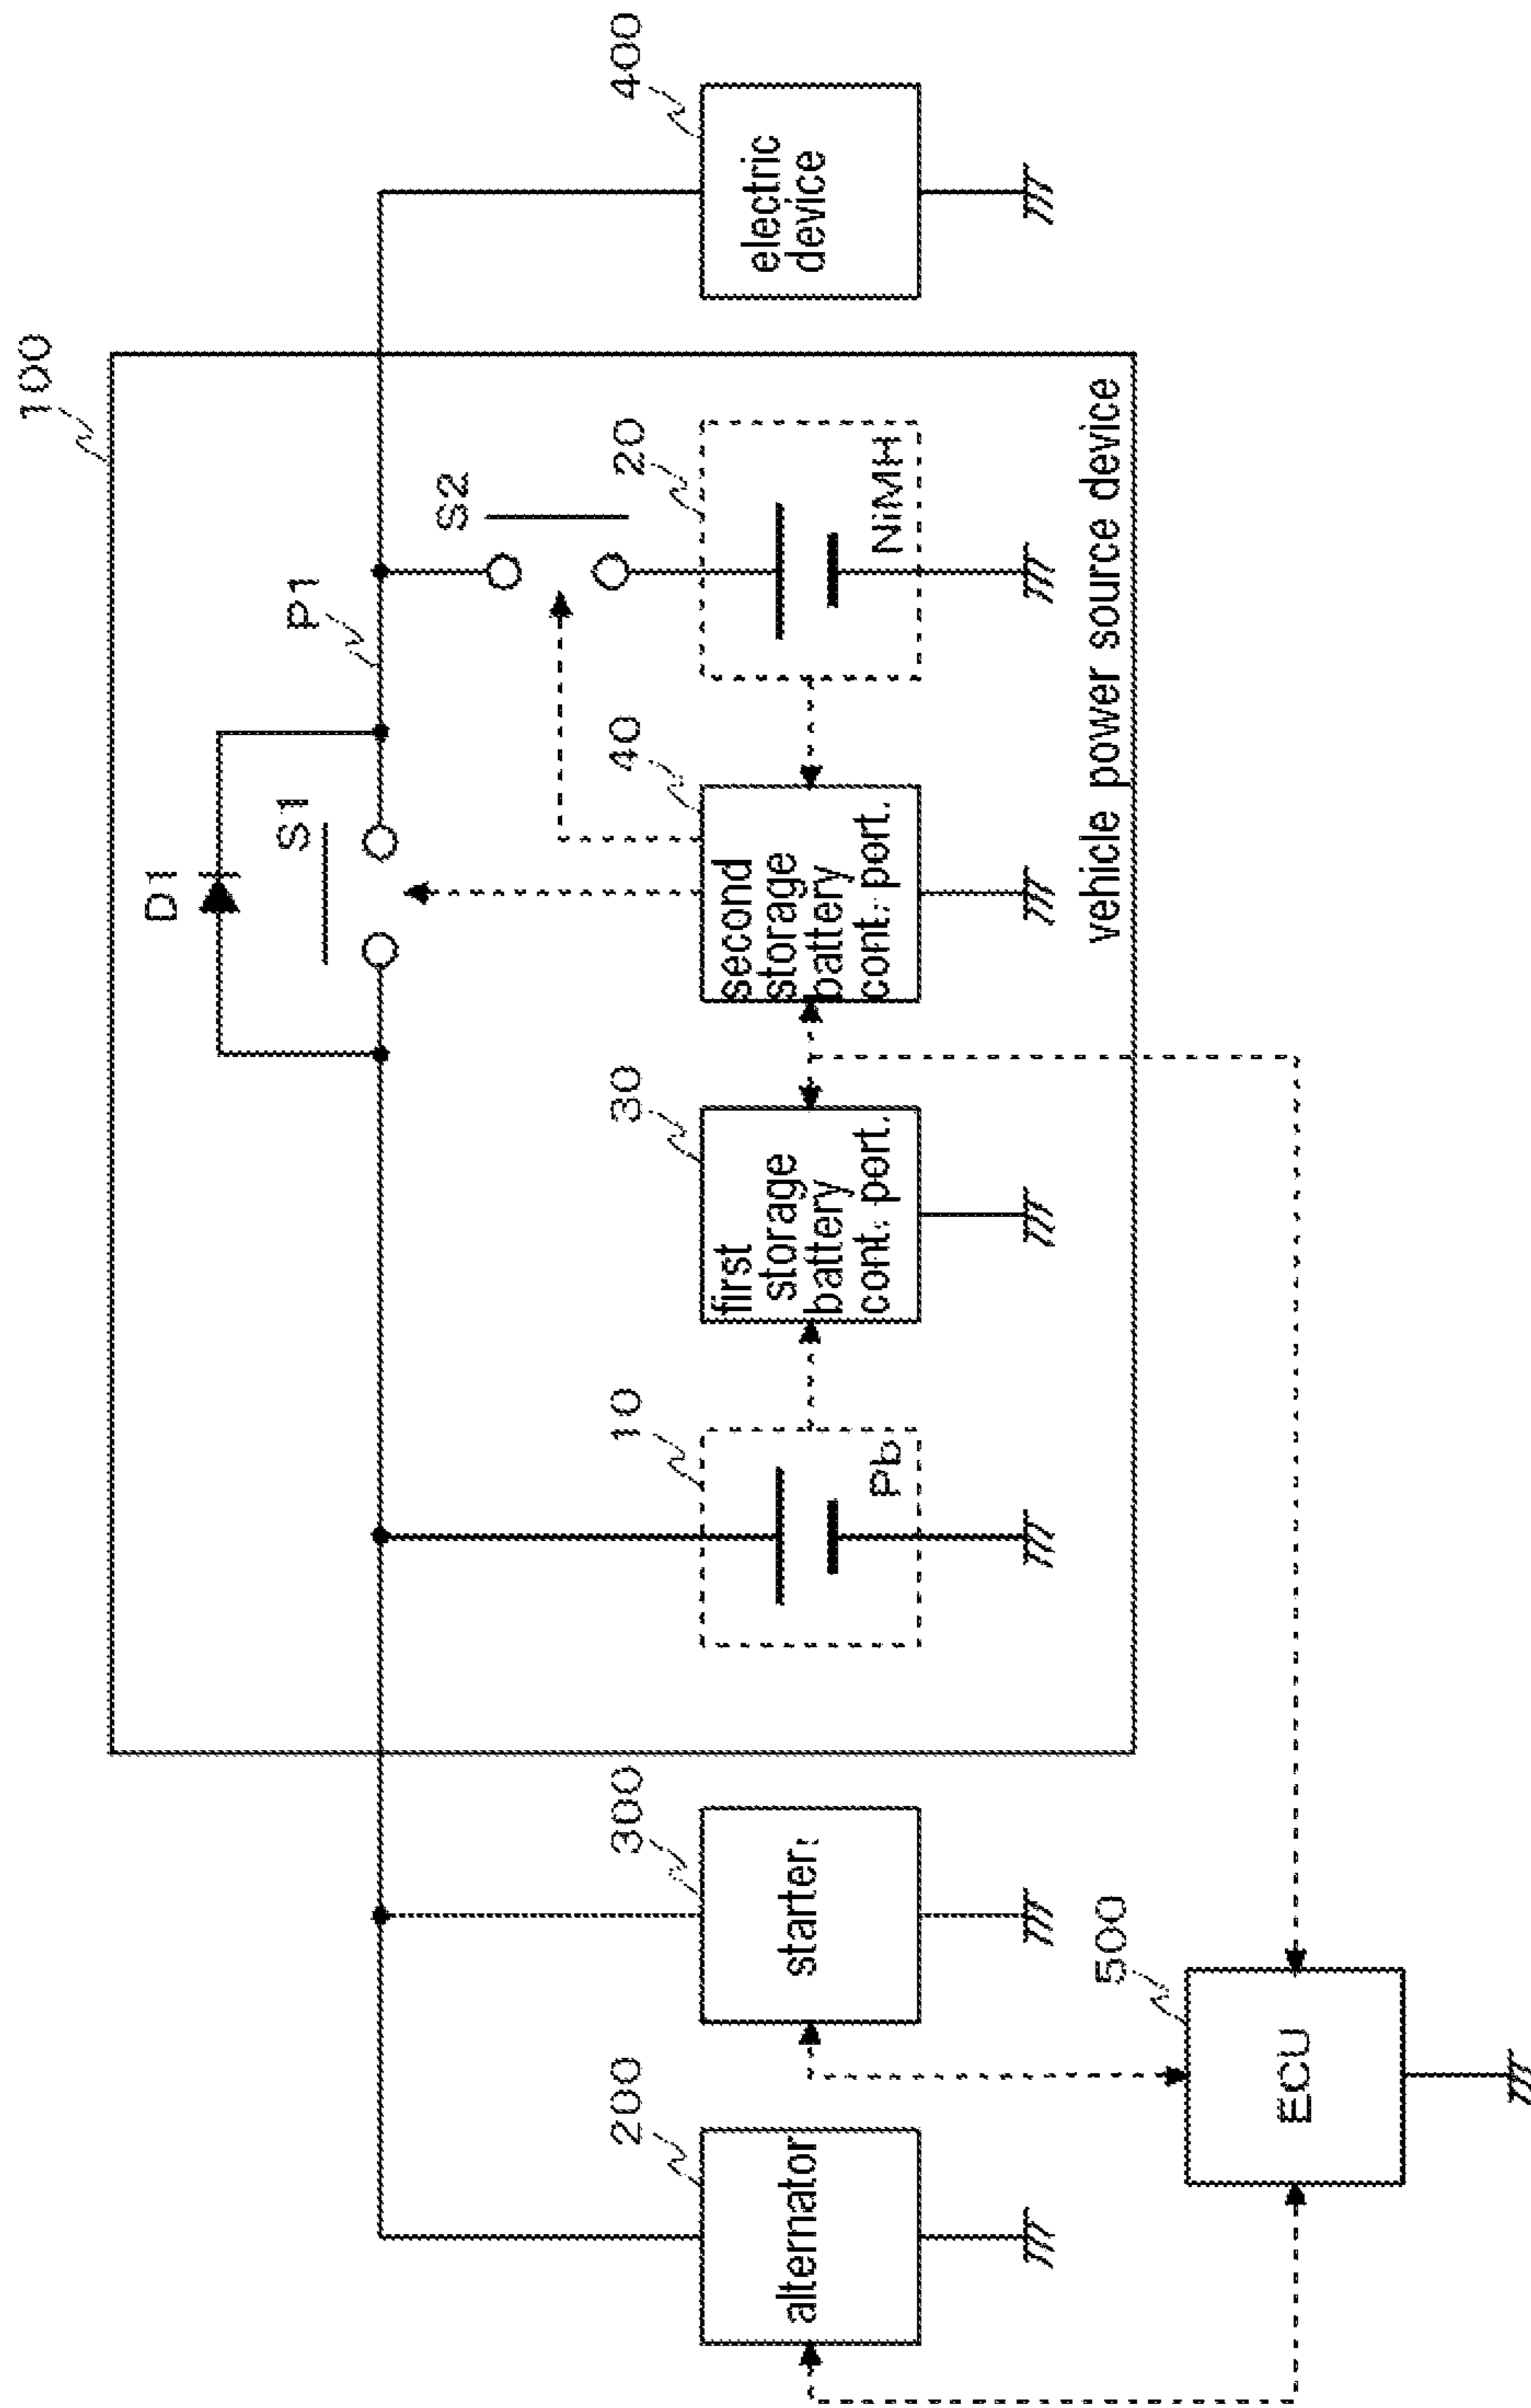 100
D1
S1
P1
S2
400
electric
device
200
alternator
300
starter
10
Pb
30
first
storage
battery
cont. port.
40
second
storage
battery
cont. port.
20
NiMH
vehicle power source device
500
ECU